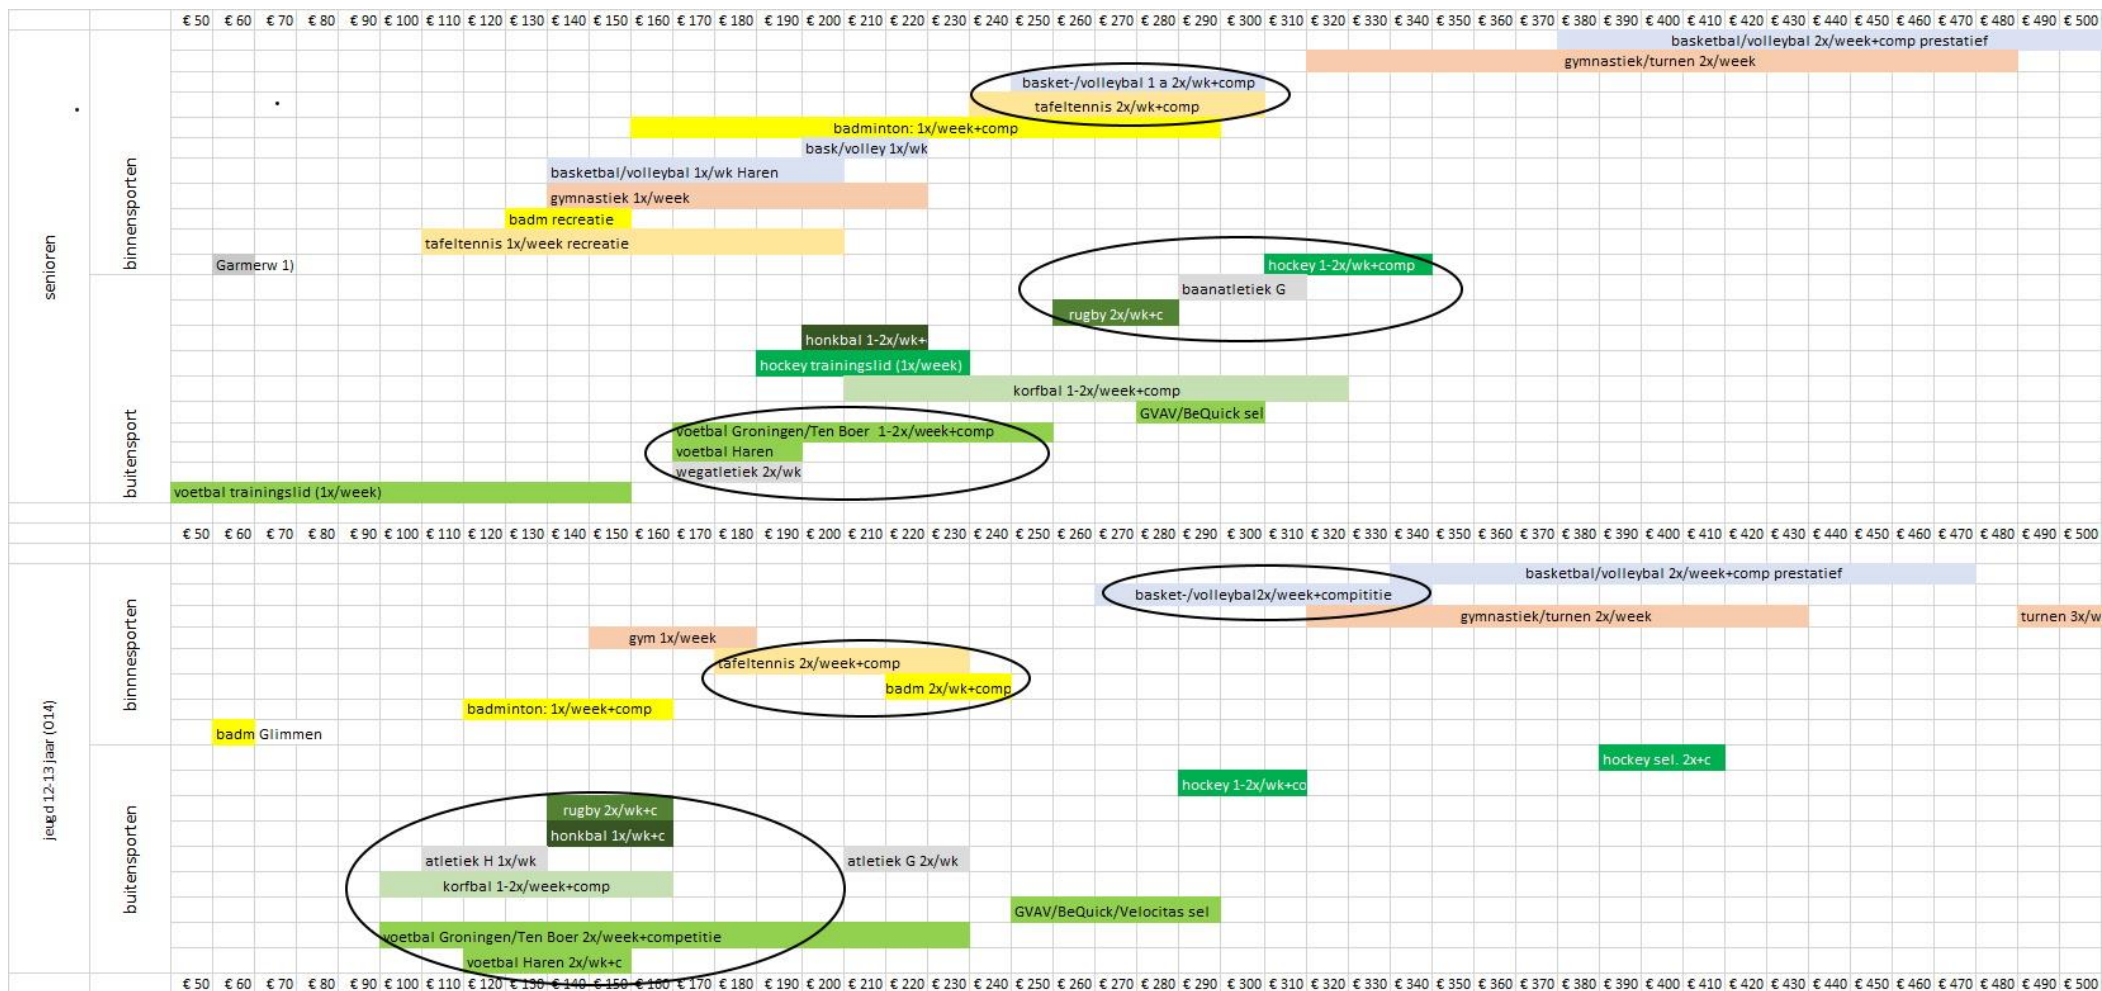 € 50 € 60 € 70 € 80 € 90 € 100 € 110 € 120 € 130 € 140 € 150 € 160 € 170 € 180 € 190 € 200 € 210 € 230 € 240 € 250 € 260 € 270 € 280 € 290 € 300 € 310 € 320 € 330 € 340 € 350 € 360 € 370 € 380 € 390 € 400 € 410 € 420 € 430 € 440 € 450 € 460 € 470 € 480 € 490 € 500
senioren
binnensporten
basketbal/volleybal 2x/week+comp prestatief
gymnastiek/turnen 2x/week
basket-/volleybal 1 a 2x/wk+comp
tafeltennis 2x/wk+comp
badminton: 1x/week+comp
bask/volley 1x/wk
basketbal/volleybal 1x/wk Haren
gymnastiek 1x/week
badm recreatie
tafeltennis 1x/week recreatie
Garmerw 1)
hockey 1-2x/wk+comp
buitensport
baanatletiek G
rugby 2x/wk+c
honkbal 1-2x/wk+
hockey trainingslid (1x/week)
korfbal 1-2x/week+comp
GVAV/BeQuick sel
voetbal Groningen/Ten Boer 1-2x/week+comp
voetbal Haren
wegatletiek 2x/wk
voetbal trainingslid (1x/week)
€ 50 € 60 € 70 € 80 € 90 € 100 € 110 € 120 € 130 € 140 € 150 € 160 € 170 € 180 € 190 € 200 € 210 € 230 € 240 € 250 € 260 € 270 € 280 € 290 € 300 € 310 € 320 € 330 € 340 € 350 € 360 € 370 € 380 € 390 € 400 € 410 € 420 € 430 € 440 € 450 € 460 € 470 € 480 € 490 € 500
jeugd 12-13 jaar (O14)
binnnesporten
basketbal/volleybal 2x/week+comp prestatief
basket-/volleybal2x/week+compititie
gymnastiek/turnen 2x/week turnen 3x/w
gym 1x/week
tafeltennis 2x/week+comp
badm 2x/wk+comp
badminton: 1x/week+comp
badm Glimmen
buitensporten
hockey sel. 2x+c
hockey 1-2x/wk+co
rugby 2x/wk+c
honkbal 1x/wk+c
atletiek H 1x/wk atletiek G 2x/wk
korfbal 1-2x/week+comp
GVAV/BeQuick/Velocitas sel
voetbal Groningen/Ten Boer 2x/week+competitie
voetbal Haren 2x/wk+c
€ 50 € 60 € 70 € 80 € 90 € 100 € 110 € 120 € 130 € 140 € 150 € 160 € 170 € 180 € 190 € 200 € 210 € 230 € 240 € 250 € 260 € 270 € 280 € 290 € 300 € 310 € 320 € 330 € 340 € 350 € 360 € 370 € 380 € 390 € 400 € 410 € 420 € 430 € 440 € 450 € 460 € 470 € 480 € 490 € 500